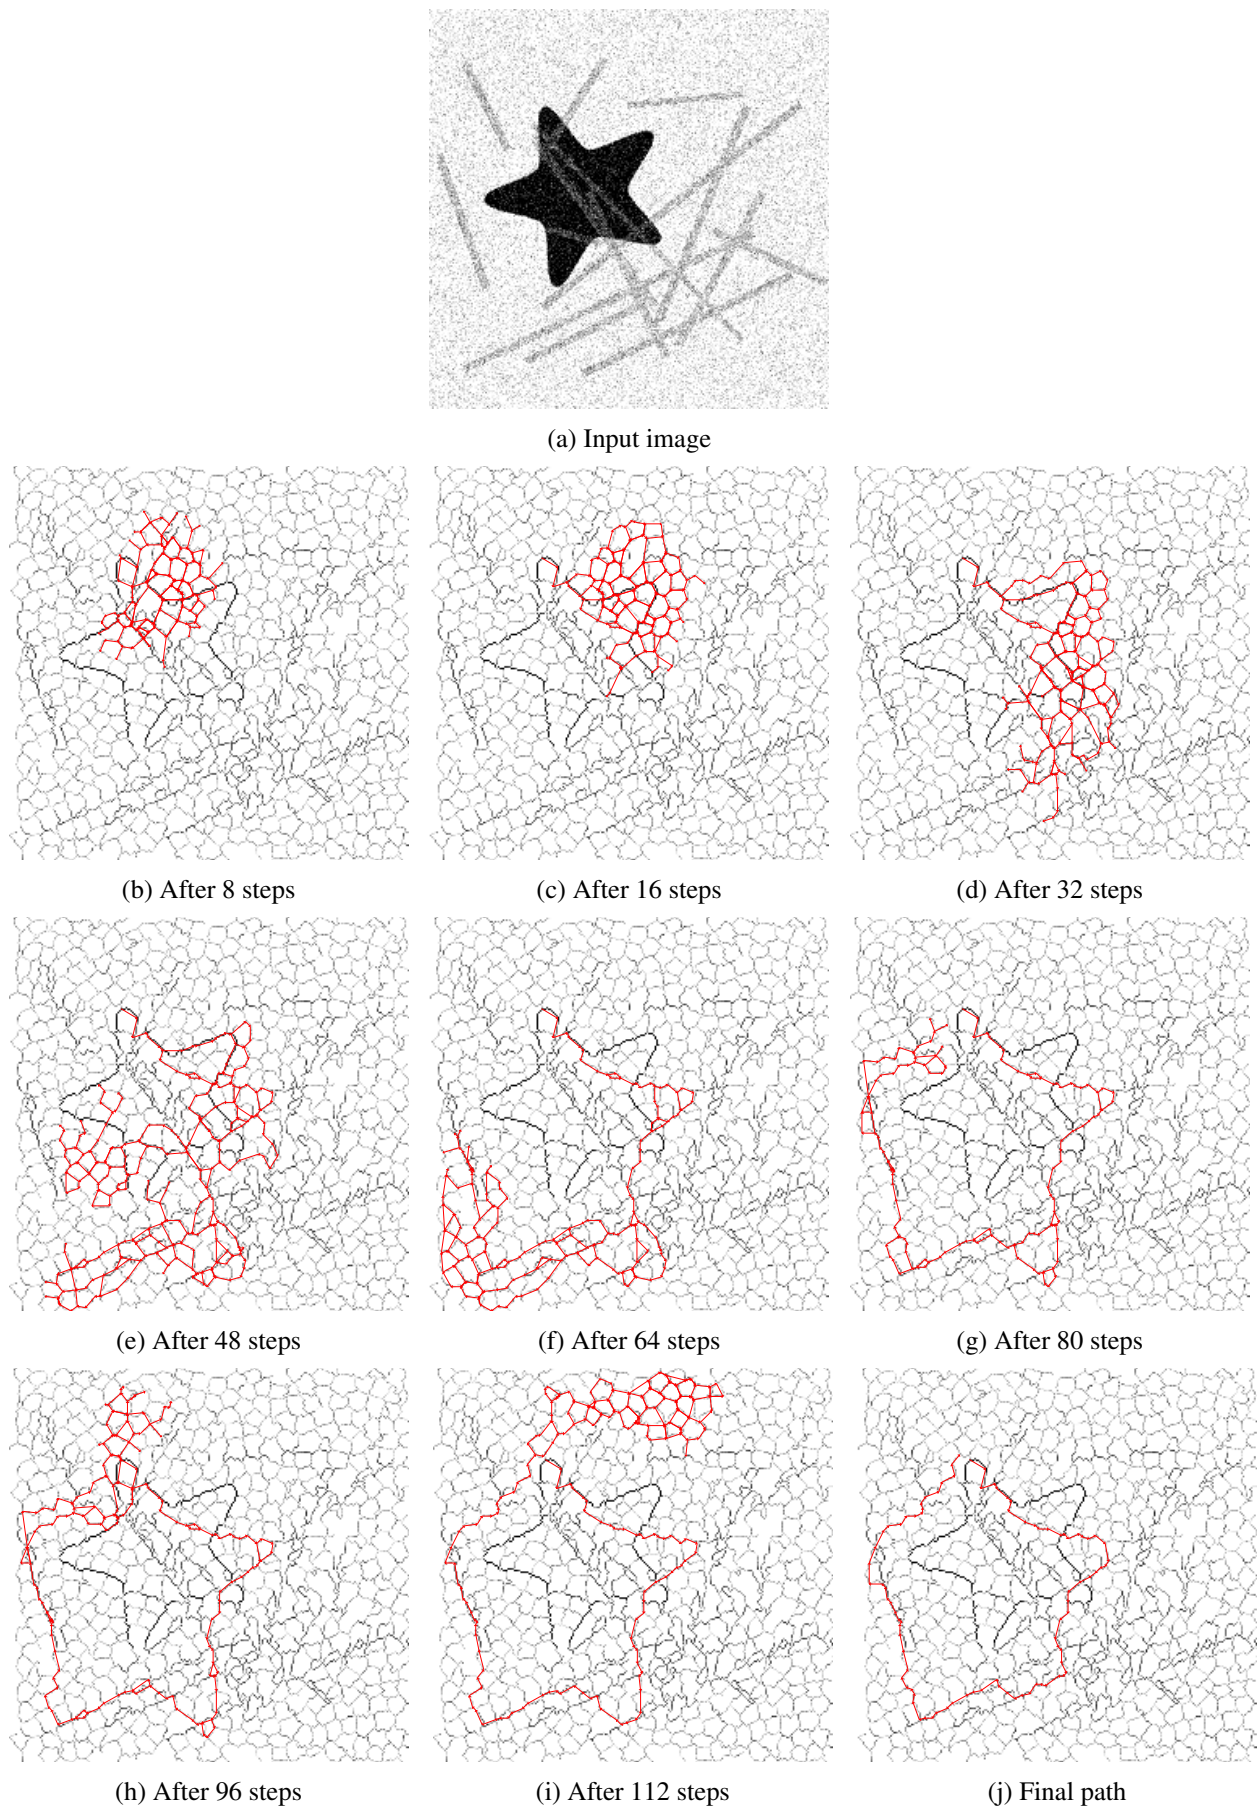 (a) Input image
(b) After 8 steps
(c) After 16 steps
(d) After 32 steps
(e) After 48 steps
(f) After 64 steps
(g) After 80 steps
(h) After 96 steps
(i) After 112 steps
(j) Final path